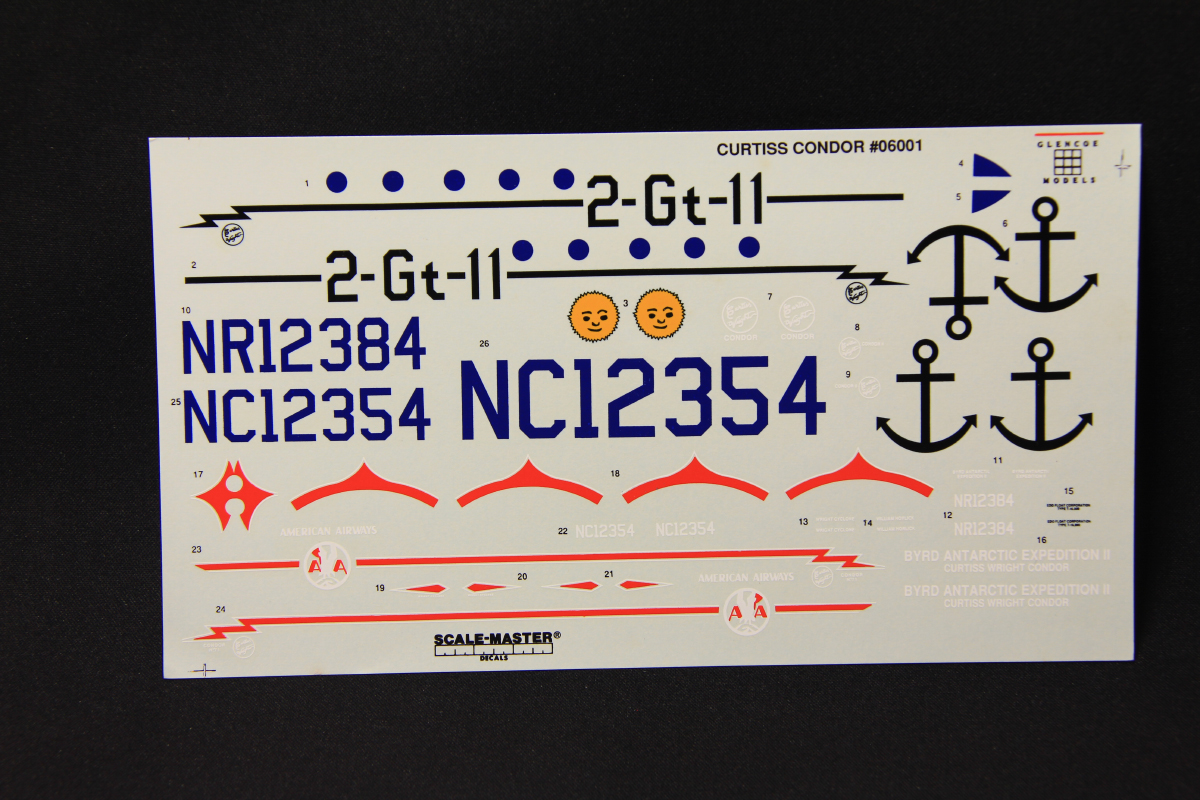 CURTISS CONDOR #06001
GLENCOE
MODELS
4
5
6
1
2-Gt-11
2
2-Gt-11
3
7
8
9
10
NR12384
26
NC12354
25
NC12354
17
18
11
NR12384
15
12
NR12384
16
AMERICAN AIRWAYS
22
NC12354
NC12354
13
14
23
A A
BYRD ANTARCTIC EXPEDITION II
CURTISS WRIGHT CONDOR
19
20
21
AMERICAN AIRWAYS
BYRD ANTARCTIC EXPEDITION II
CURTISS WRIGHT CONDOR
24
A A
SCALE-MASTER®
DECALS
CONDOR
CONDOR